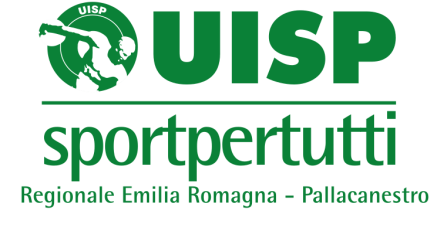 UISP
UISP
sportpertutti
Regionale Emilia Romagna - Pallacanestro